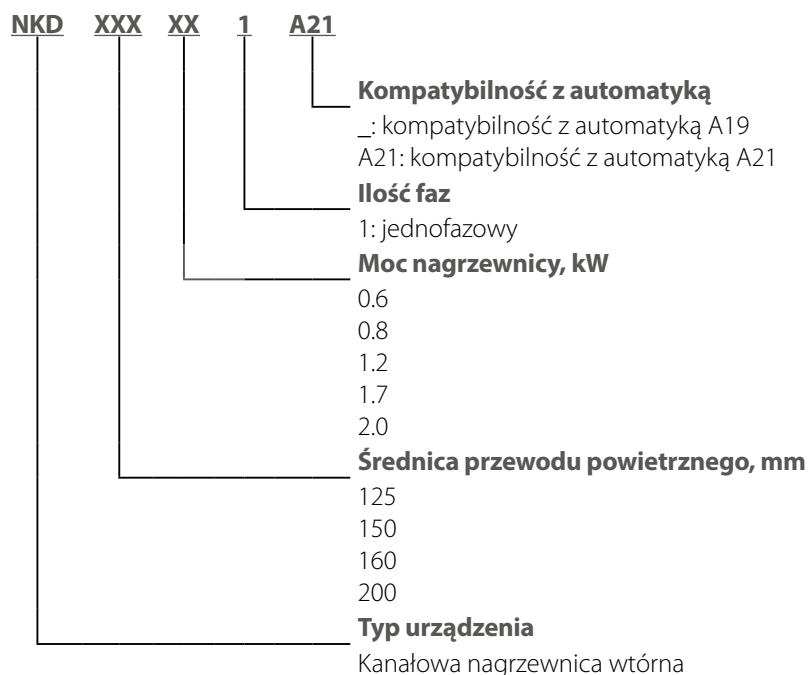 NKD XXX XX 1 A21
Kompatybilność z automatyką
_: kompatybilność z automatyką A19
A21: kompatybilność z automatyką A21
Ilość faz
1: jednofazowy
Moc nagrzewnicy, kW
0.6
0.8
1.2
1.7
2.0
Średnica przewodu powietrznego, mm
125
150
160
200
Typ urządzenia
Kanałowa nagrzewnica wtórna